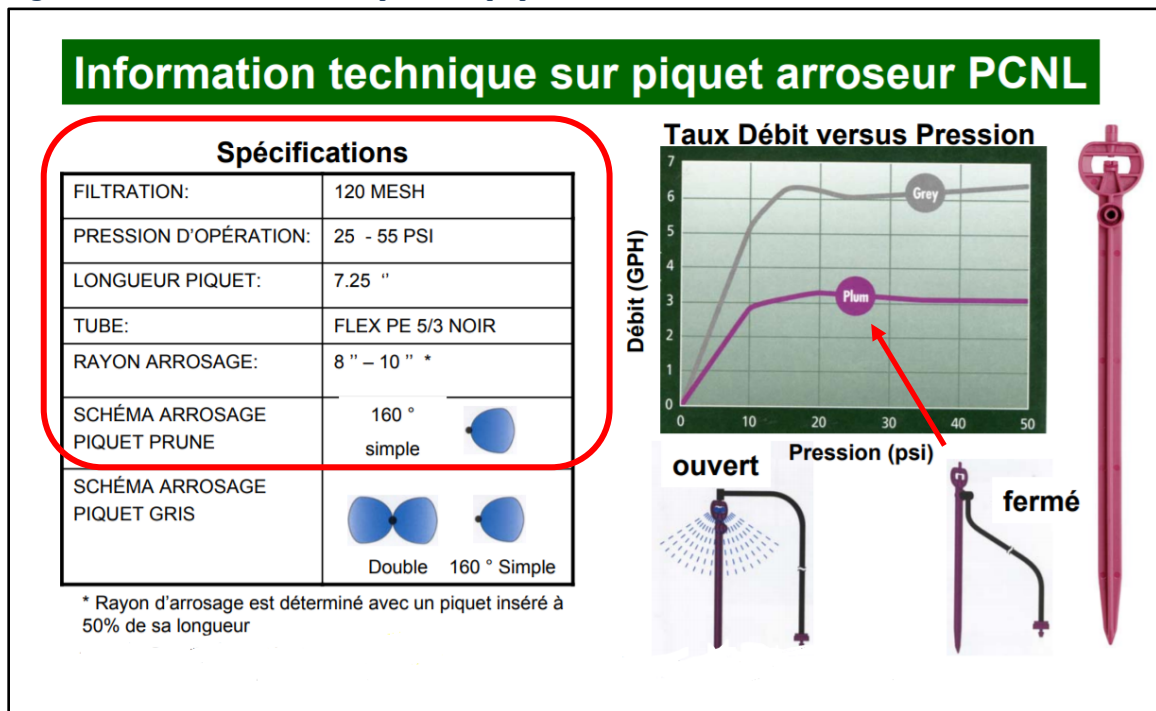 Information technique sur piquet arroseur PCNL
Spécifications
FILTRATION: 120 MESH
PRESSION D'OPÉRATION: 25 - 55 PSI
LONGUEUR PIQUET: 7.25 ‘’
TUBE: FLEX PE 5/3 NOIR
RAYON ARROSAGE: 8 ’’ – 10 ’’ *
SCHÉMA ARROSAGE
PIQUET PRUNE
160 °
simple
SCHÉMA ARROSAGE
PIQUET GRIS
Double 160 ° Simple
* Rayon d'arrosage est déterminé avec un piquet inséré à
50% de sa longueur
Taux Débit versus Pression
Débit (GPH)
7
6
5
4
3
2
1
0
Grey
Plum
0 10 20 30 40 50
Pression (psi)
ouvert
fermé